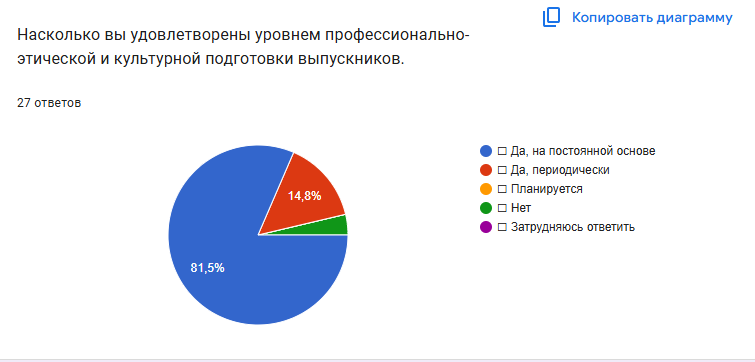 Копировать диаграмму
Насколько вы удовлетворены уровнем профессионально-
этической и культурной подготовки выпускников.
27 ответов
81,5%
14,8%
☐ Да, на постоянной основе
☐ Да, периодически
☐ Планируется
☐ Нет
☐ Затрудняюсь ответить